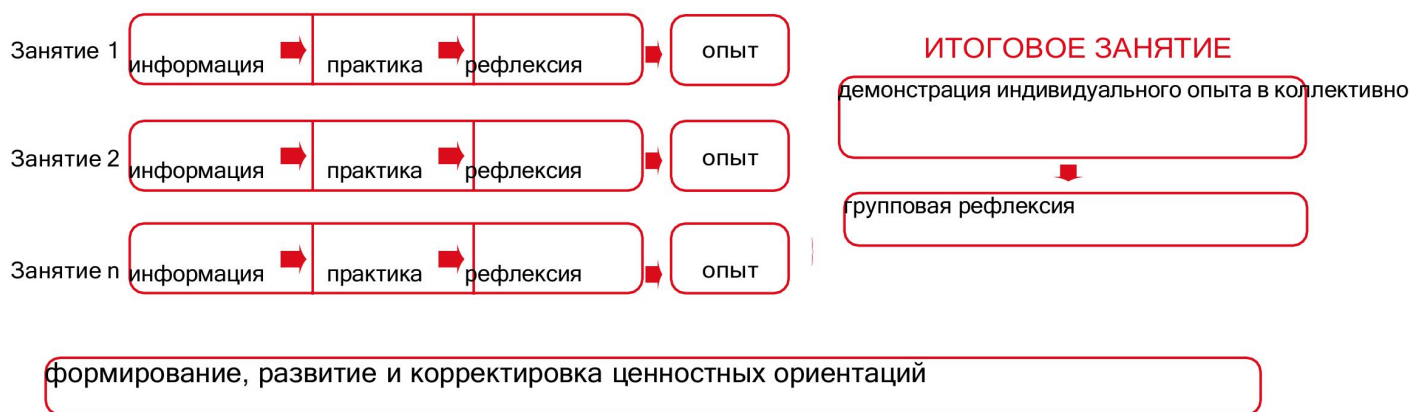 Занятие 1
информация
практика
рефлексия
опыт
Занятие 2
информация
практика
рефлексия
опыт
Занятие n
информация
практика
рефлексия
опыт
ИТОГОВОЕ ЗАНЯТИЕ
демонстрация индивидуального опыта в коллективно
групповая рефлексия
формирование, развитие и корректировка ценностных ориентаций